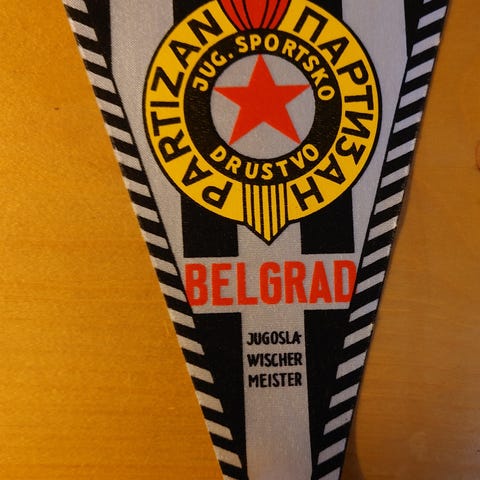 PARTIZAN ПАРТИЗАН
JUG. SPORTSKO
DRUSTVO
BELGRAD
JUGOSLA-
WISCHER
MEISTER